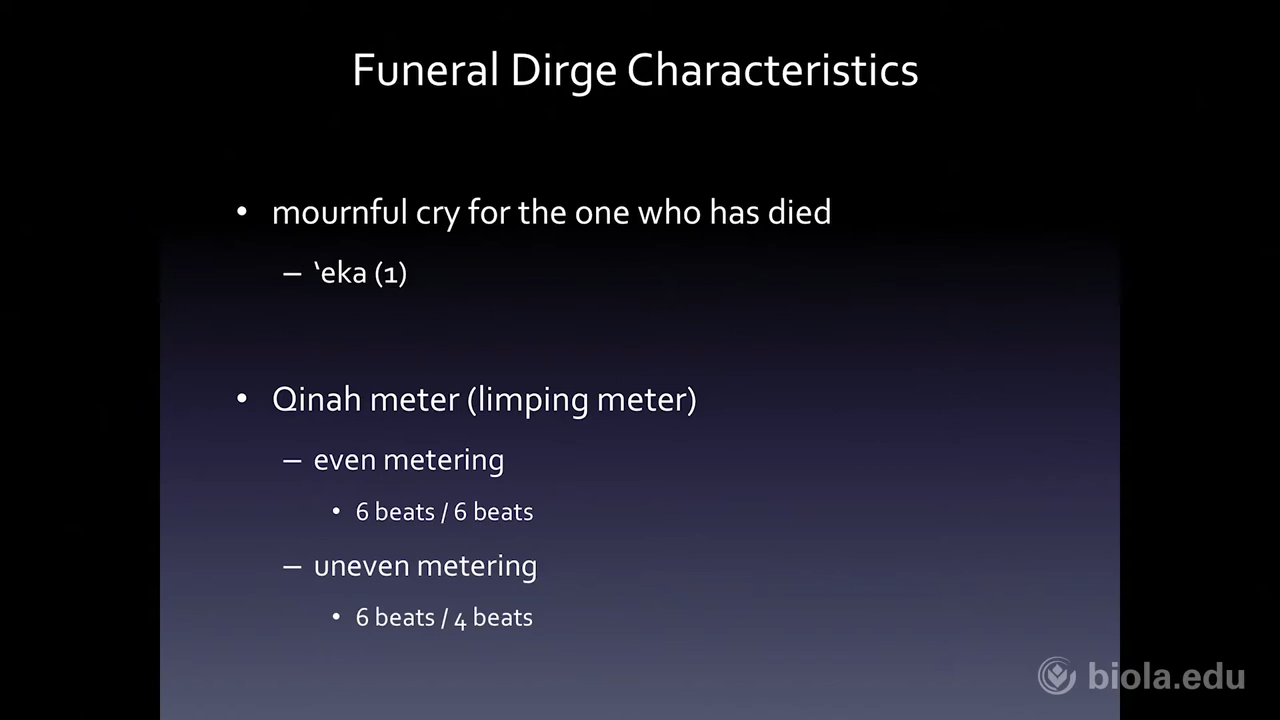 Funeral Dirge Characteristics
• mournful cry for the one who has died
– ‘eka (1)
• Qinah meter (limping meter)
– even metering
• 6 beats / 6 beats
– uneven metering
• 6 beats / 4 beats
biola.edu